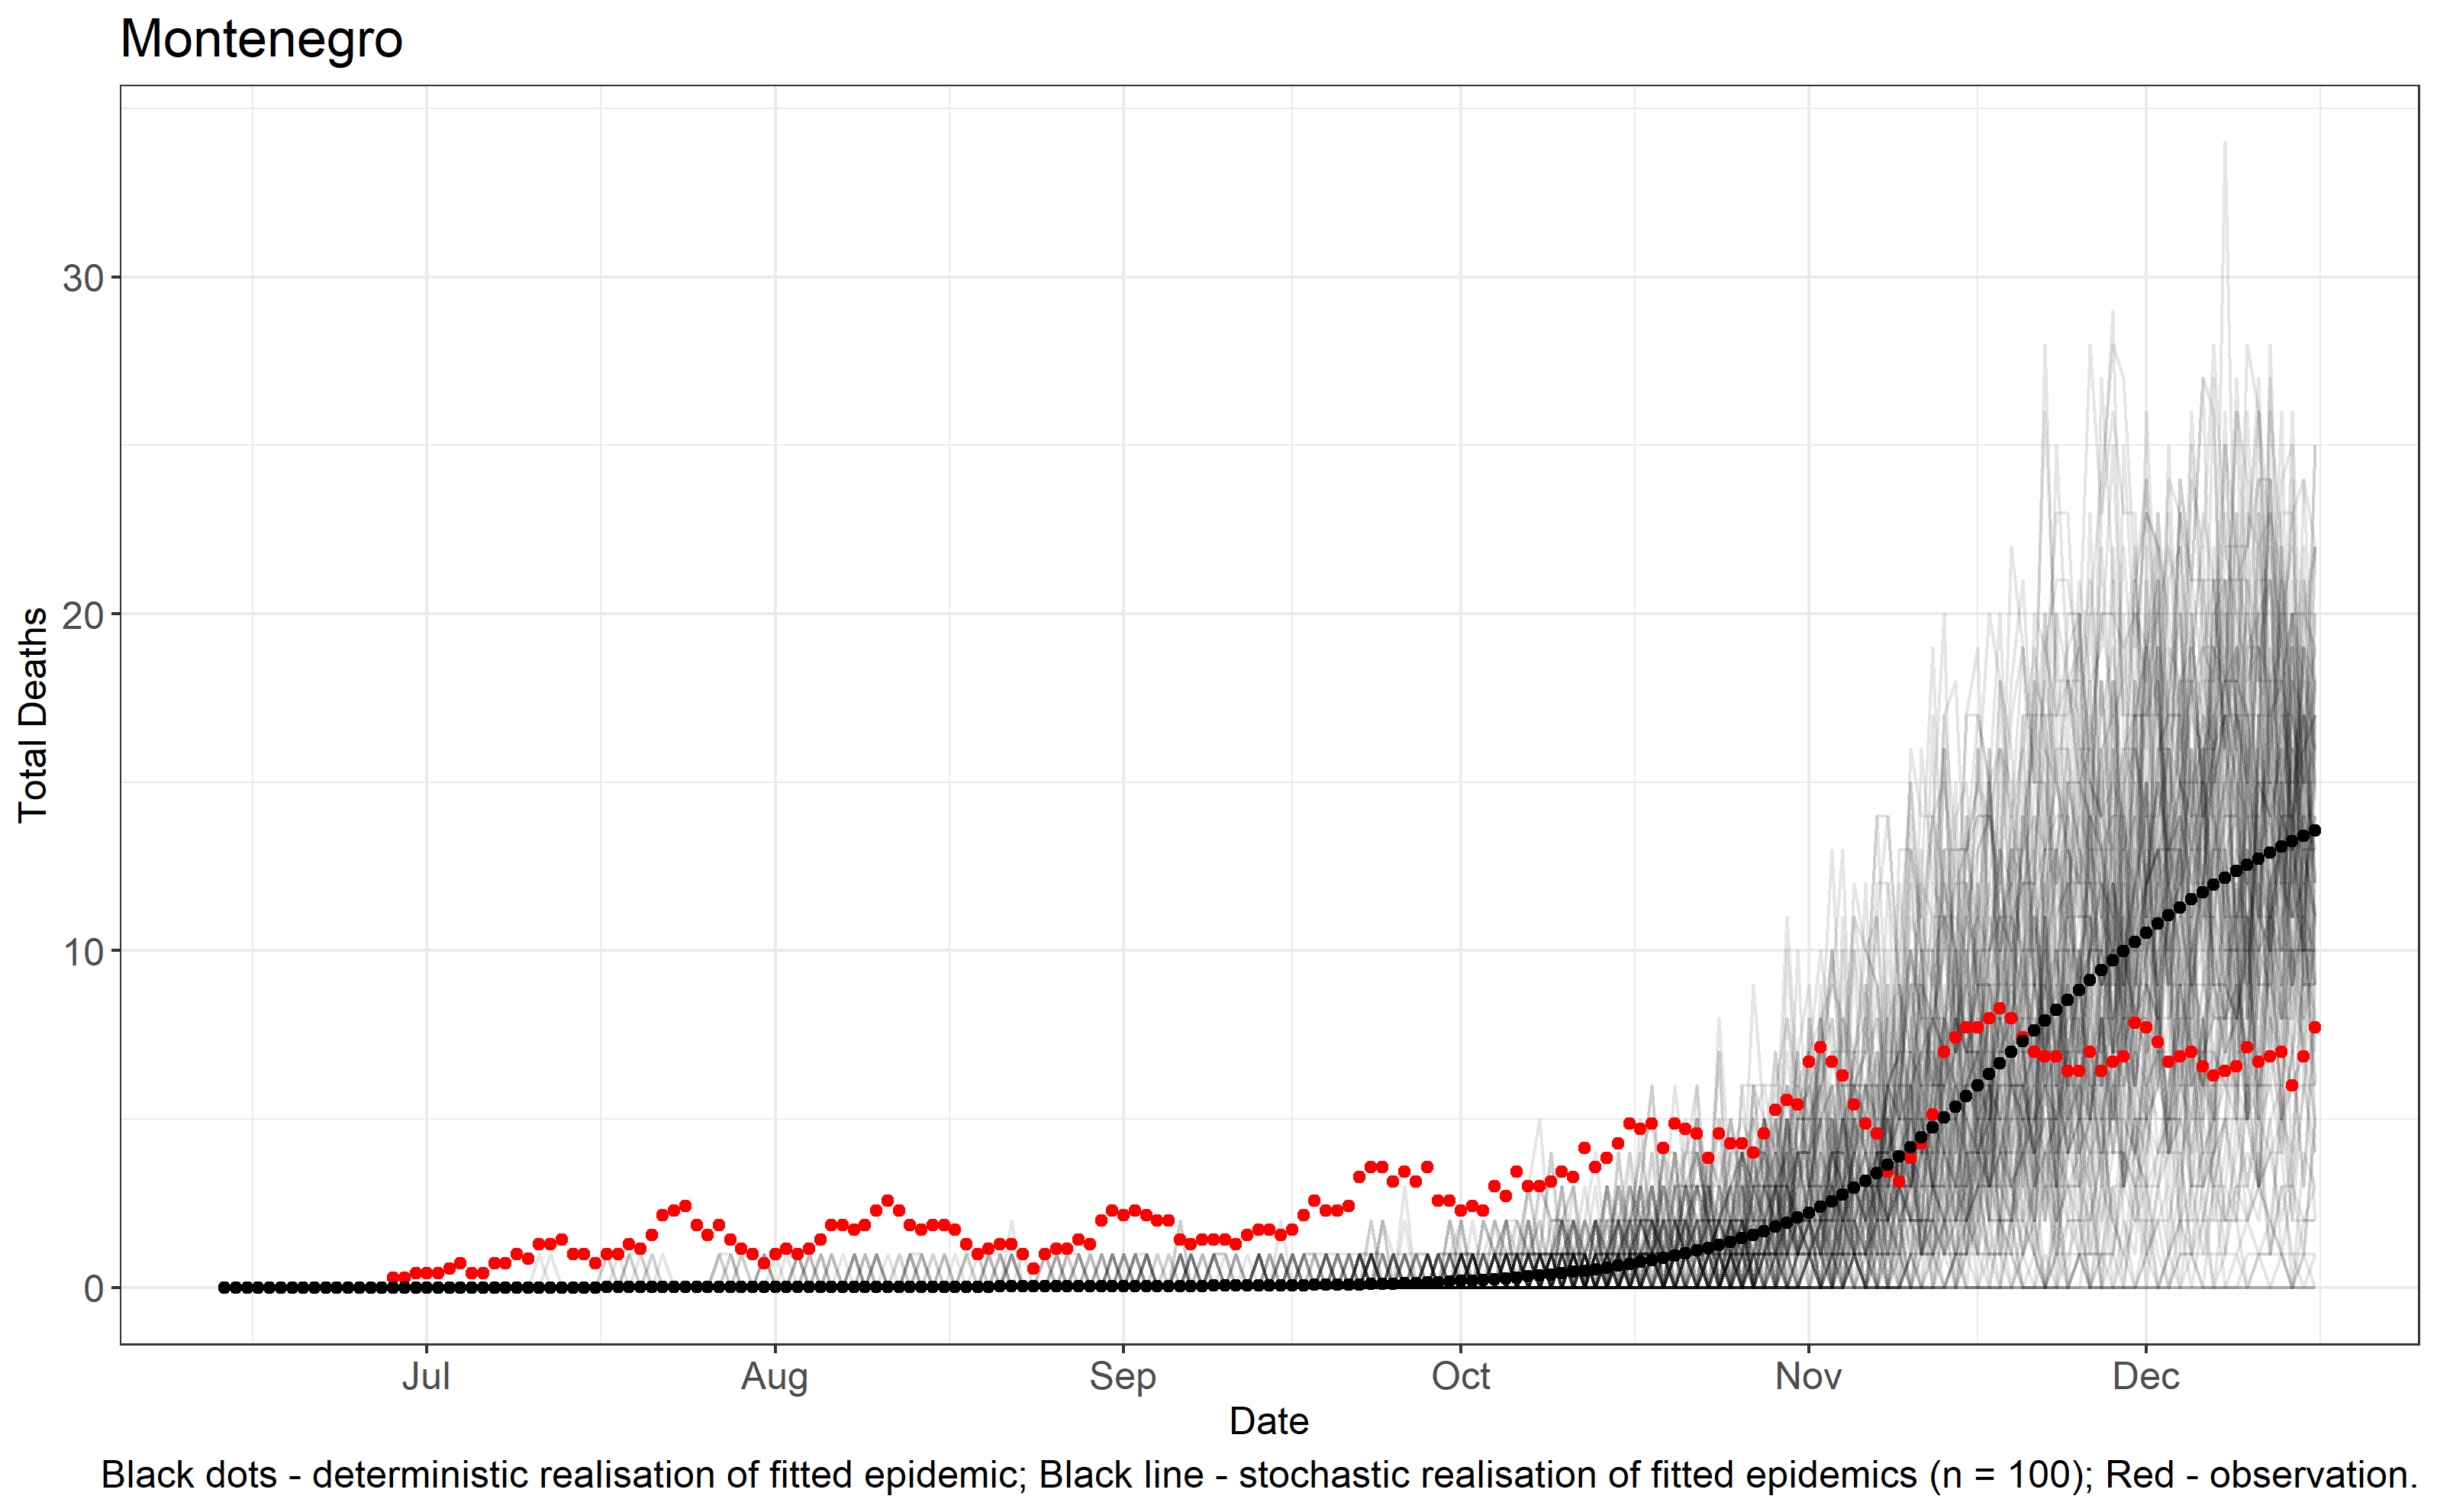 Montenegro
30
20
10
0
Total Deaths
Jul Aug Sep Oct Nov Dec
Date
Black dots - deterministic realisation of fitted epidemic; Black line - stochastic realisation of fitted epidemics (n = 100); Red - observation.